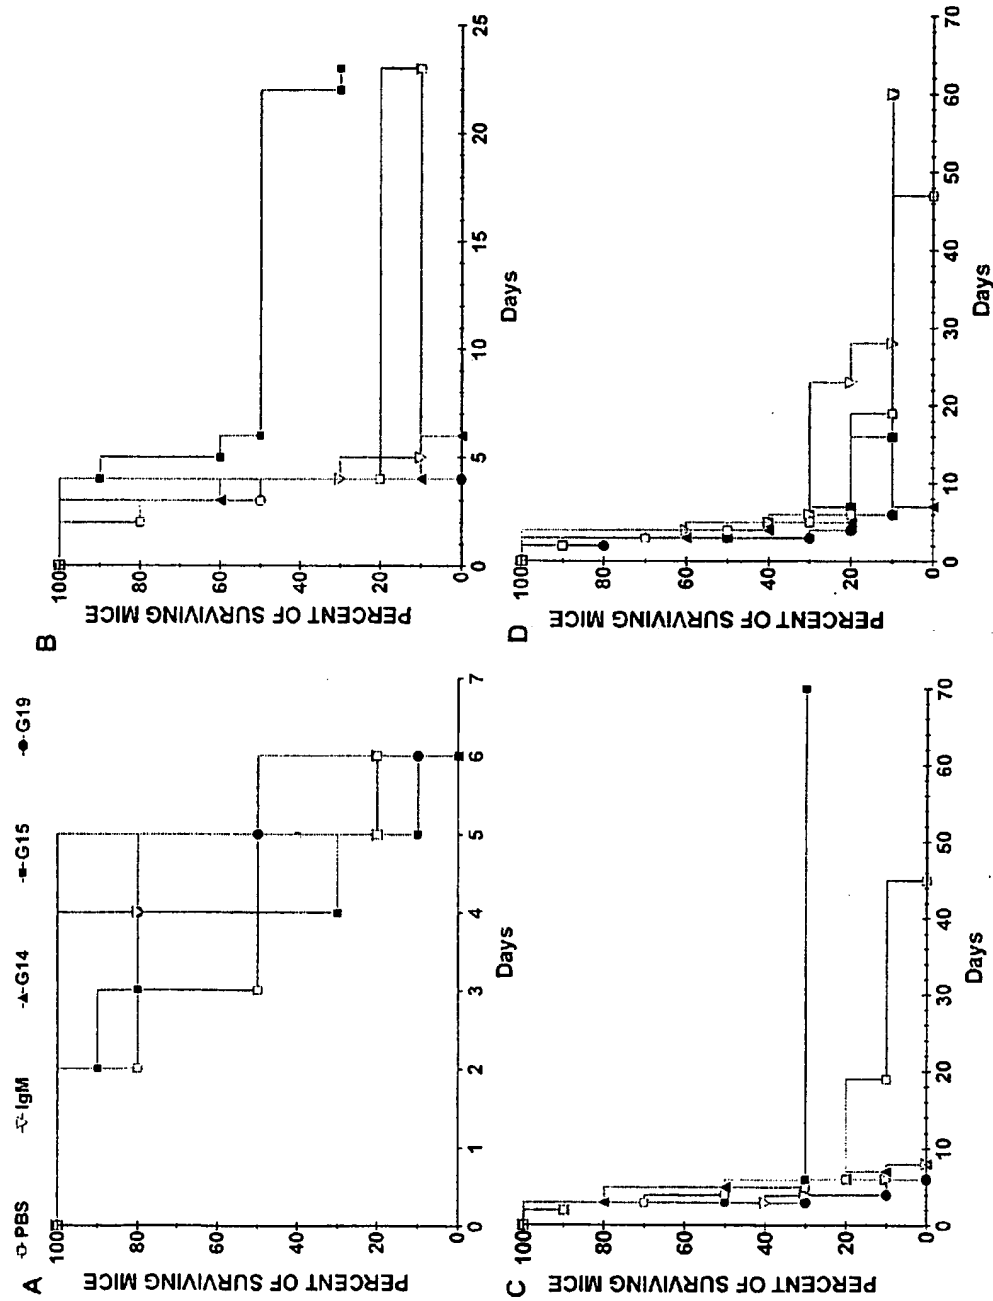 PBS IgM G14 G15 G19
A
PERCENT OF SURVIVING MICE
100 80 60 40 20 0
0 1 2 3 4 5 6 7
Days
B
PERCENT OF SURVIVING MICE
100 80 60 40 20 0
0 5 10 15 20 25
Days
C
PERCENT OF SURVIVING MICE
100 80 60 40 20 0
0 10 20 30 40 50 60 70
Days
D
PERCENT OF SURVIVING MICE
100 80 60 40 20 0
0 10 20 30 40 50 60 70
Days